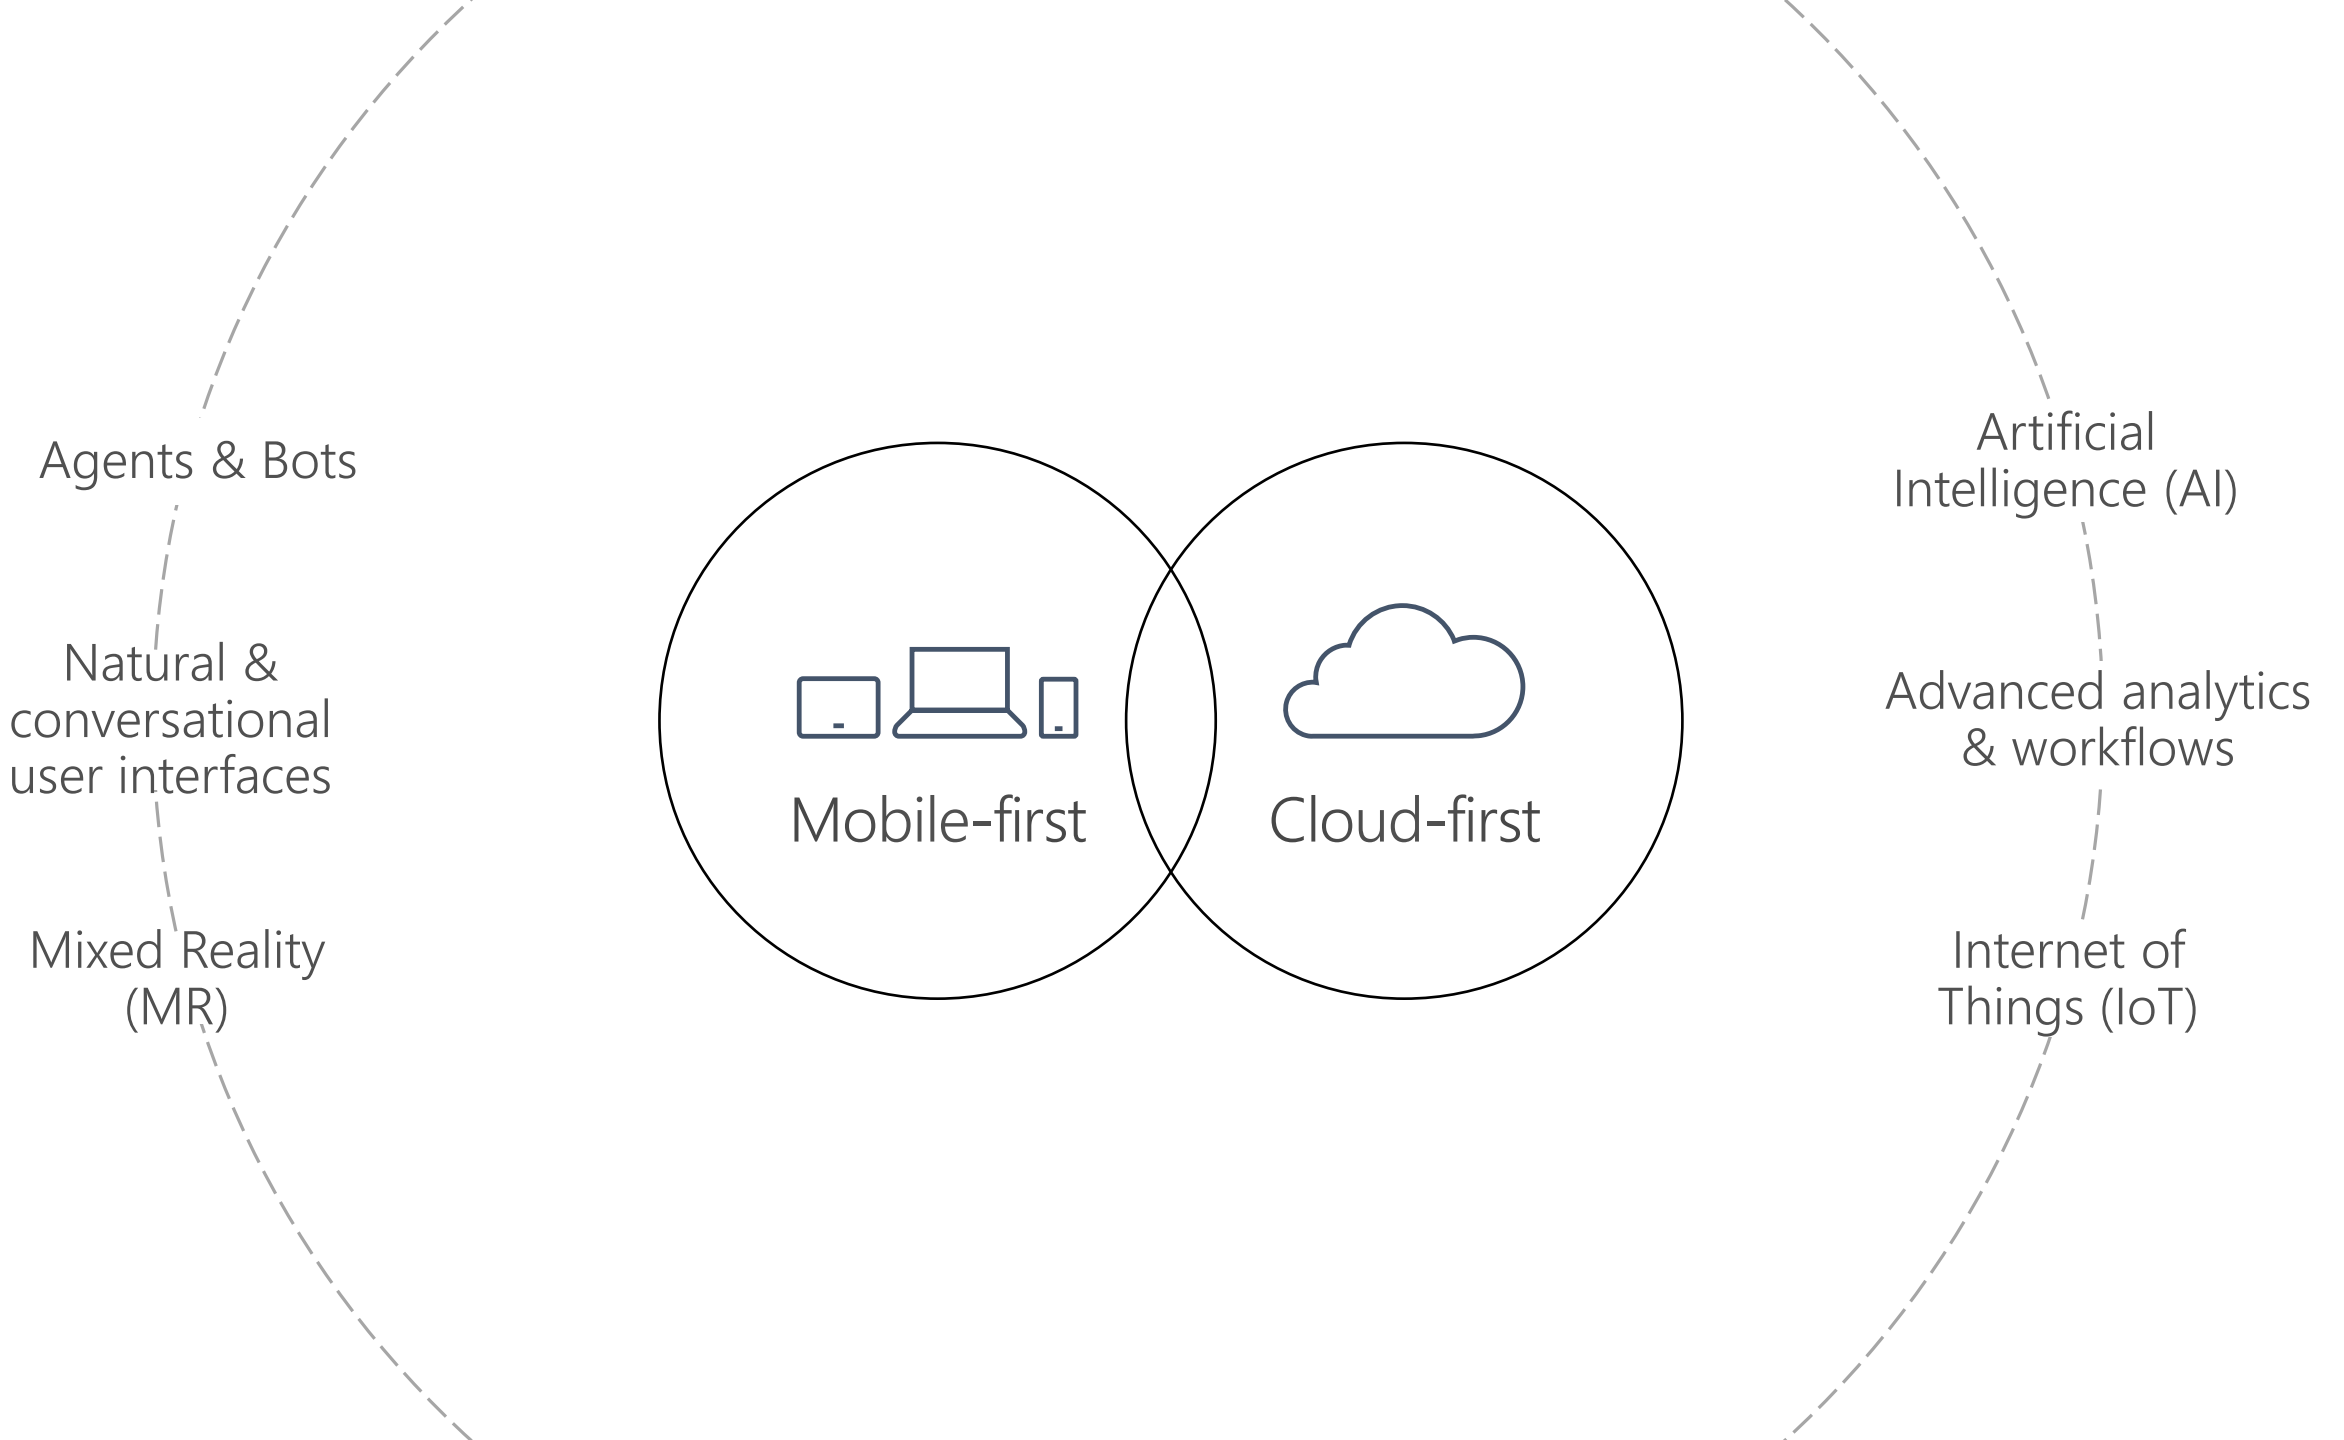 Agents & Bots
Natural &
conversational
user interfaces
Mixed Reality
(MR)
Mobile-first
Cloud-first
Artificial
Intelligence (AI)
Advanced analytics
& workflows
Internet of
Things (IoT)